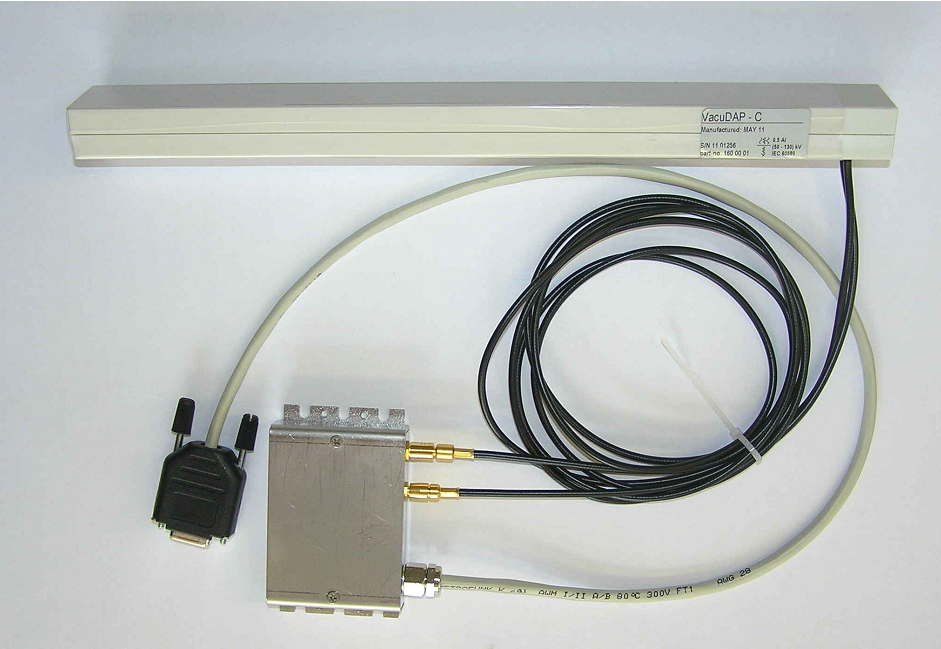 VacuDAP - C
Manufactured: MAY 11
0.5 Al
S/N 11 01256
(50 - 130) kV
part-no. 160 00 01
IEC 60580
AWM I/II A/B 80°C 300V FT1 AWG 28